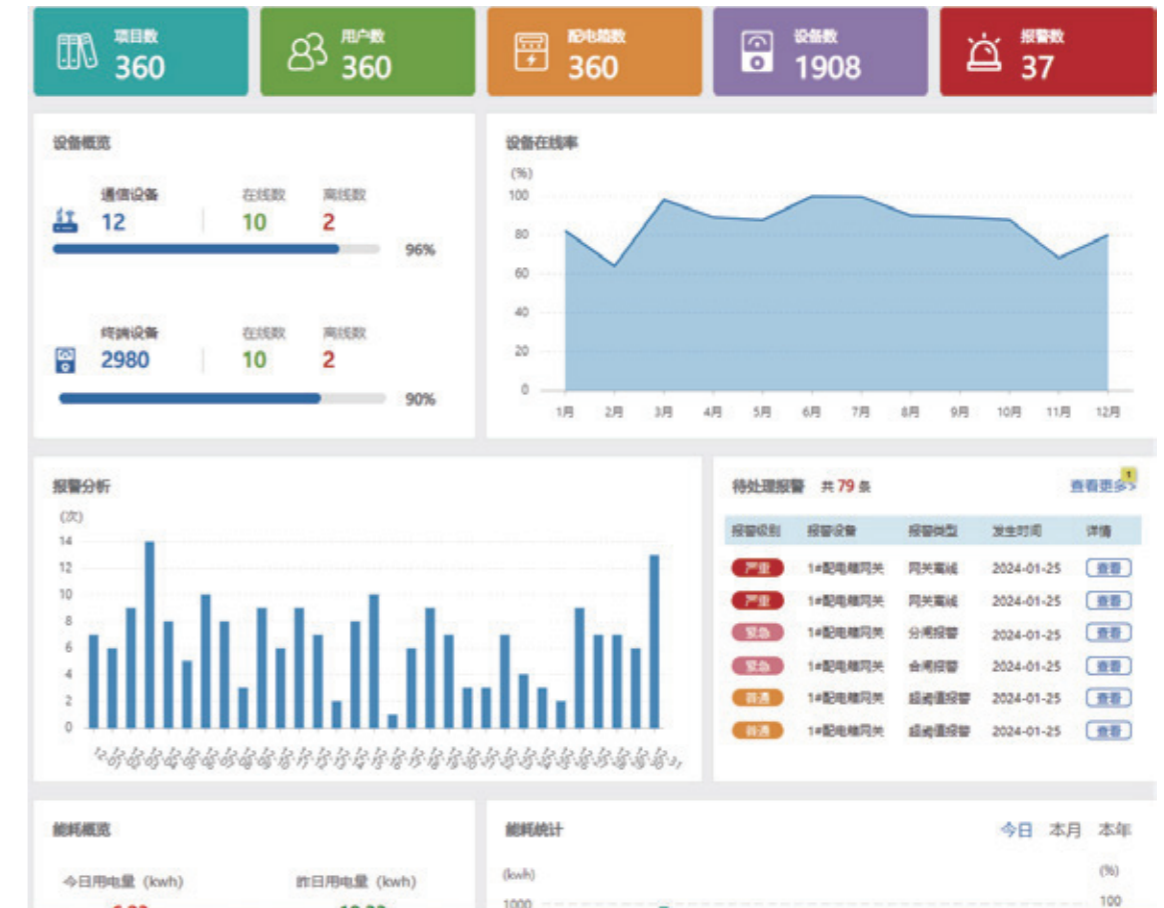 项目数 用户数 配电箱数 设备数 报警数
360 360 360 1908 37
设备概览
通信设备 在线数 离线数
12 10 2
96%
终端设备 在线数 离线数
2980 10 2
90%
设备在线率
(%)
100
80
60
40
20
0
1月 2月 3月 4月 5月 6月 7月 8月 9月 10月 11月 12月
报警分析
(次)
14
12
10
8
6
4
2
0
待处理报警 共 79 条 查看更多> 1
报警级别 报警设备 报警类型 发生时间 详情
严重 1#配电箱网关 网关离线 2024-01-25 查看
严重 1#配电箱网关 网关离线 2024-01-25 查看
紧急 1#配电箱网关 分闸报警 2024-01-25 查看
紧急 1#配电箱网关 合闸报警 2024-01-25 查看
普通 1#配电箱网关 超阈值报警 2024-01-25 查看
普通 1#配电箱网关 超阈值报警 2024-01-25 查看
能耗概览
今日用电量 (kwh) 昨日用电量 (kwh)
能耗统计 今日 本月 本年
(kwh) (%)
1000 100